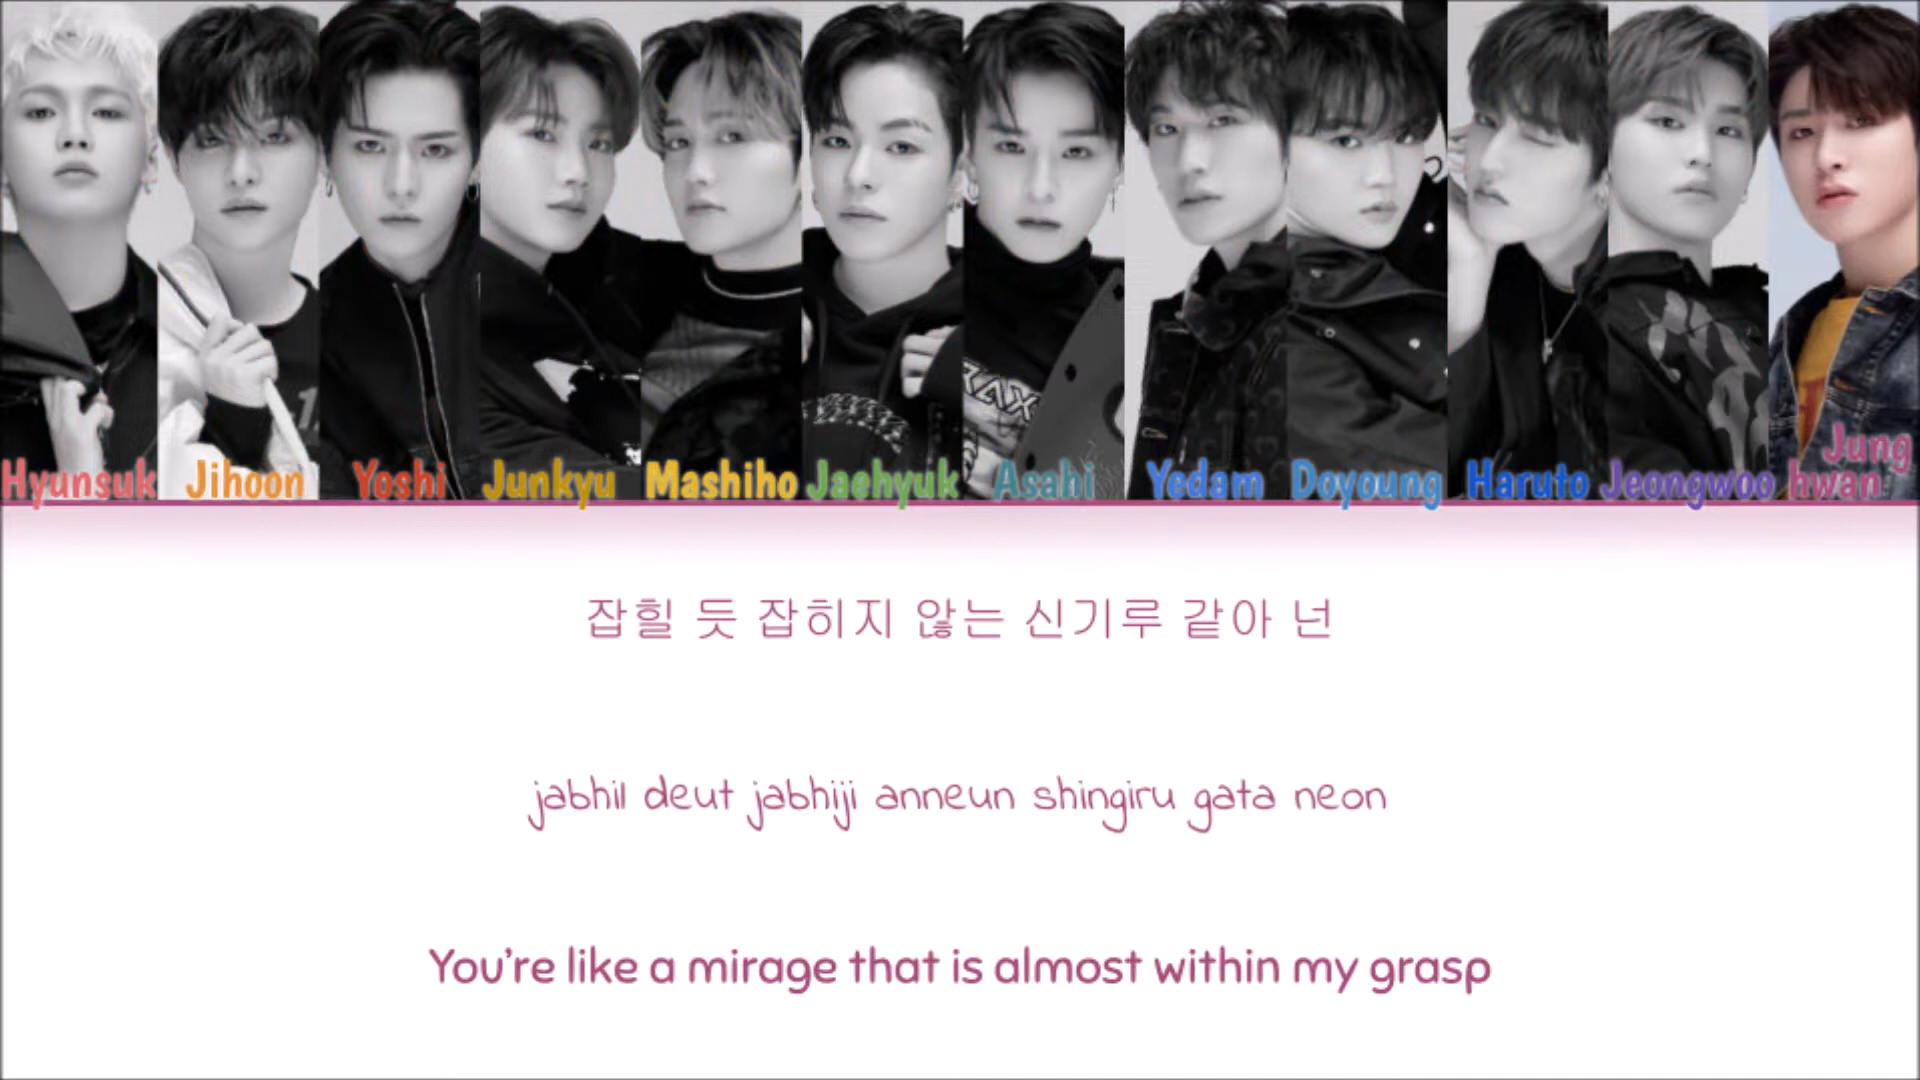 Hyunsuk Jihoon Yoshi Junkyu Mashiho Jaehyuk Asahi Yedam Doyoung Haruto Jeongwoo Jung
hwan
잡힐 듯 잡히지 않는 신기루 같아 넌
jabhil deut jabhiji anneun shingiru gata neon
You're like a mirage that is almost within my grasp